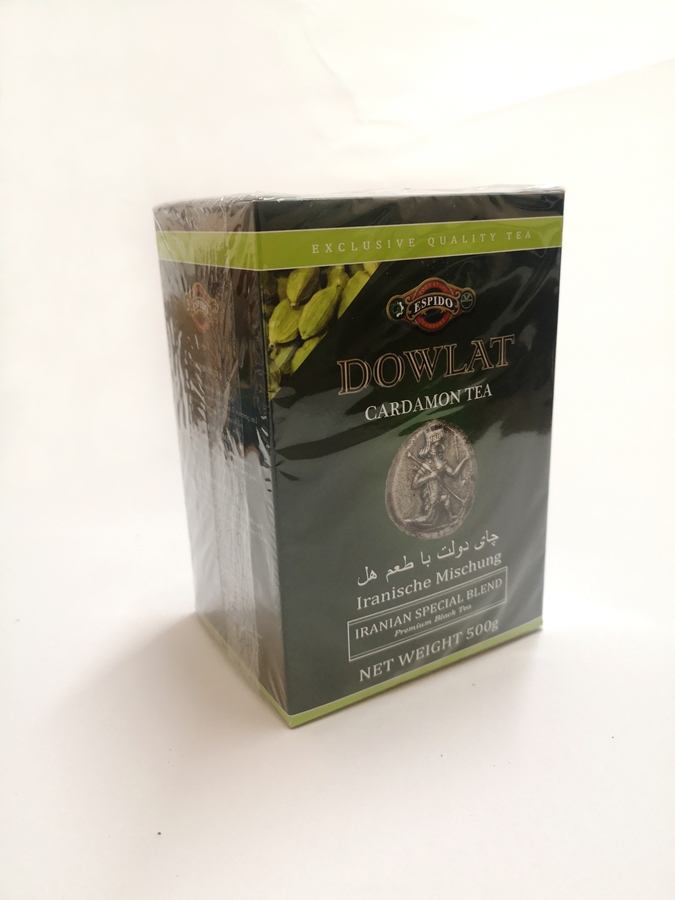 EXCLUSIVE QUALITY TEA
ESPIDO
DOWLAT
CARDAMON TEA
چای دولت با طعم هل
Iranische Mischung
IRANIAN SPECIAL BLEND
Premium Black Tea
NET WEIGHT 500g
ESPIDO